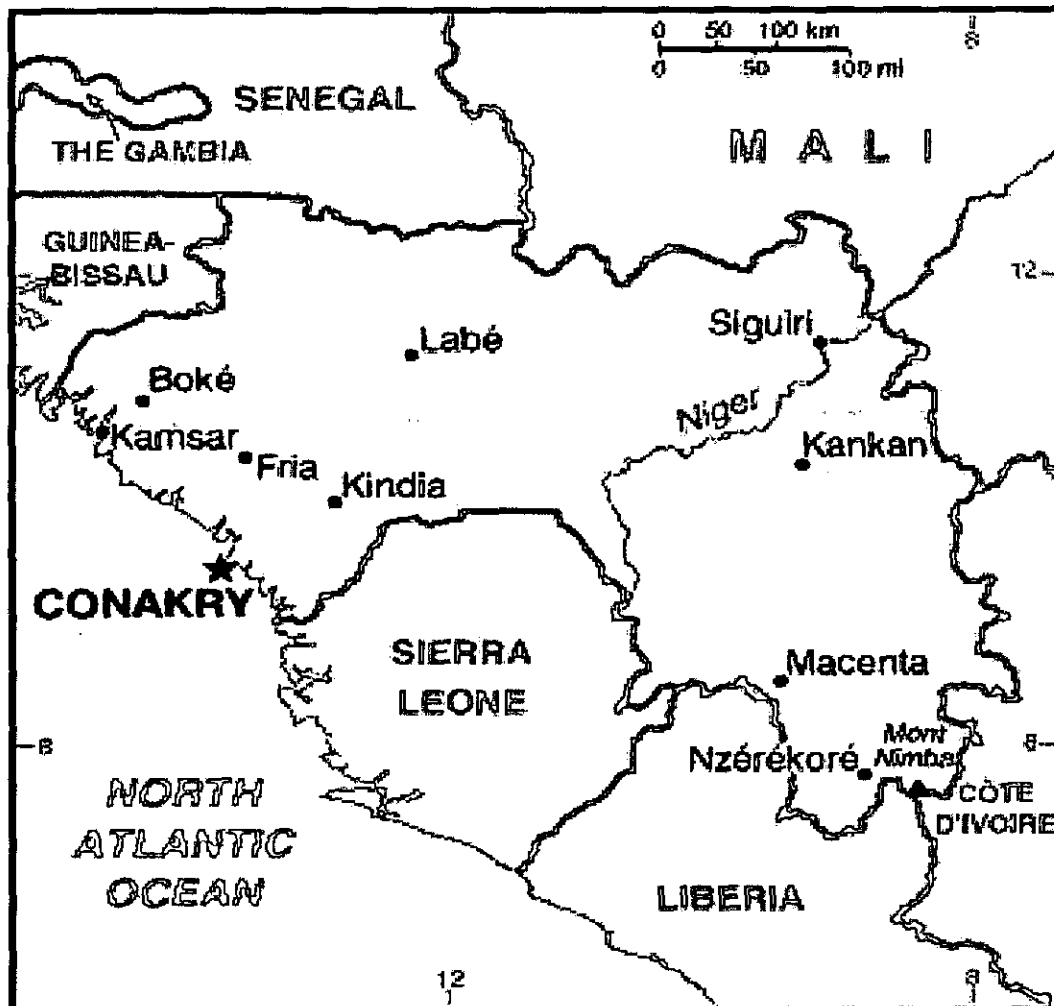 0 50 100 km
0 50 100 mi
8
SENEGAL
THE GAMBIA
MALI
GUINEA-
BISSAU
12
Labé
Siguiri
Boké
Niger
Kamsar
Fria
Kankan
Kindia
CONAKRY
SIERRA
LEONE
Macenta
8
8
Mont
Nimba
Nzérékoré
CÔTE
D'IVOIRE
NORTH
ATLANTIC
OCEAN
LIBERIA
12
8